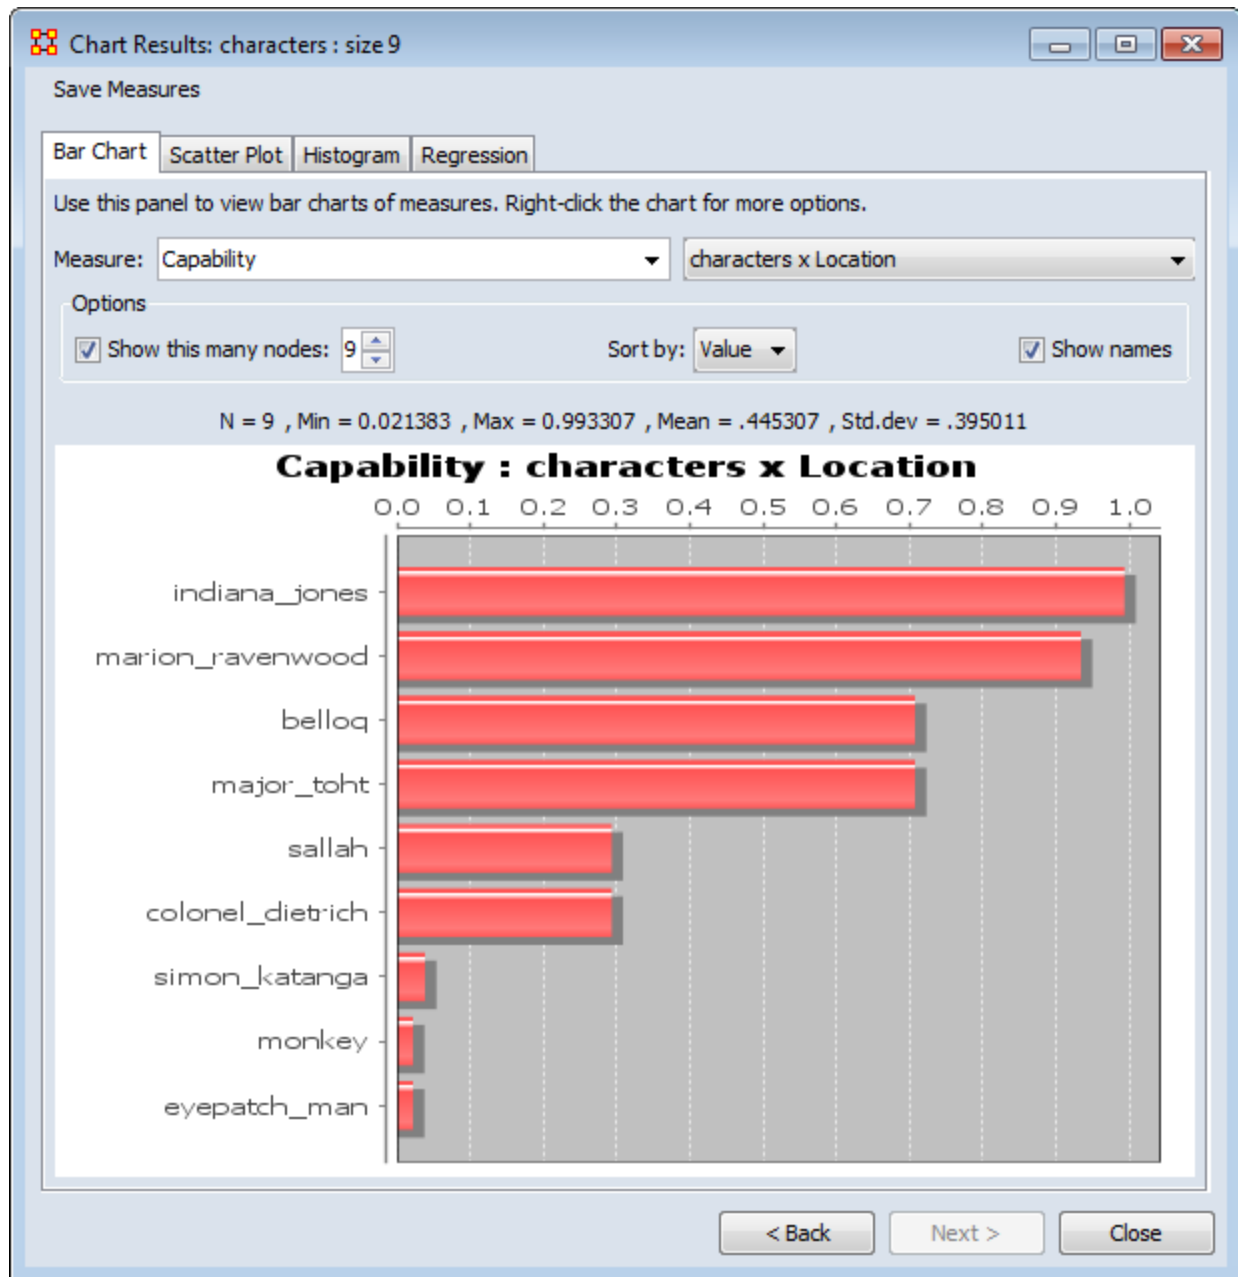 Chart Results: characters : size 9
Save Measures
Bar Chart Scatter Plot Histogram Regression
Use this panel to view bar charts of measures. Right-click the chart for more options.
Measure: Capability characters x Location
Options
Show this many nodes: 9 Sort by: Value Show names
N = 9 , Min = 0.021383 , Max = 0.993307 , Mean = .445307 , Std.dev = .395011
Capability : characters x Location
0.0 0.1 0.2 0.3 0.4 0.5 0.6 0.7 0.8 0.9 1.0
indiana_jones
marion_ravenwood
belloq
major_toht
sallah
colonel_dietrich
simon_katanga
monkey
eyepatch_man
< Back Next > Close